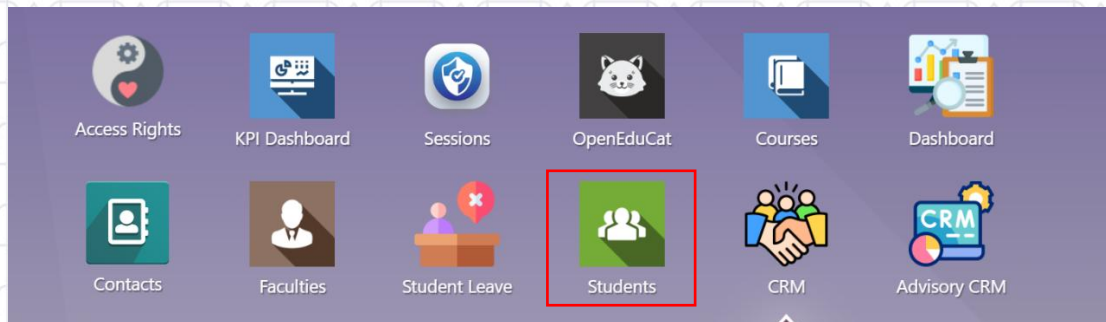 Access Rights
KPI Dashboard
Sessions
OpenEduCat
Courses
Dashboard
Contacts
Faculties
Student Leave
Students
CRM
CRM
Advisory CRM